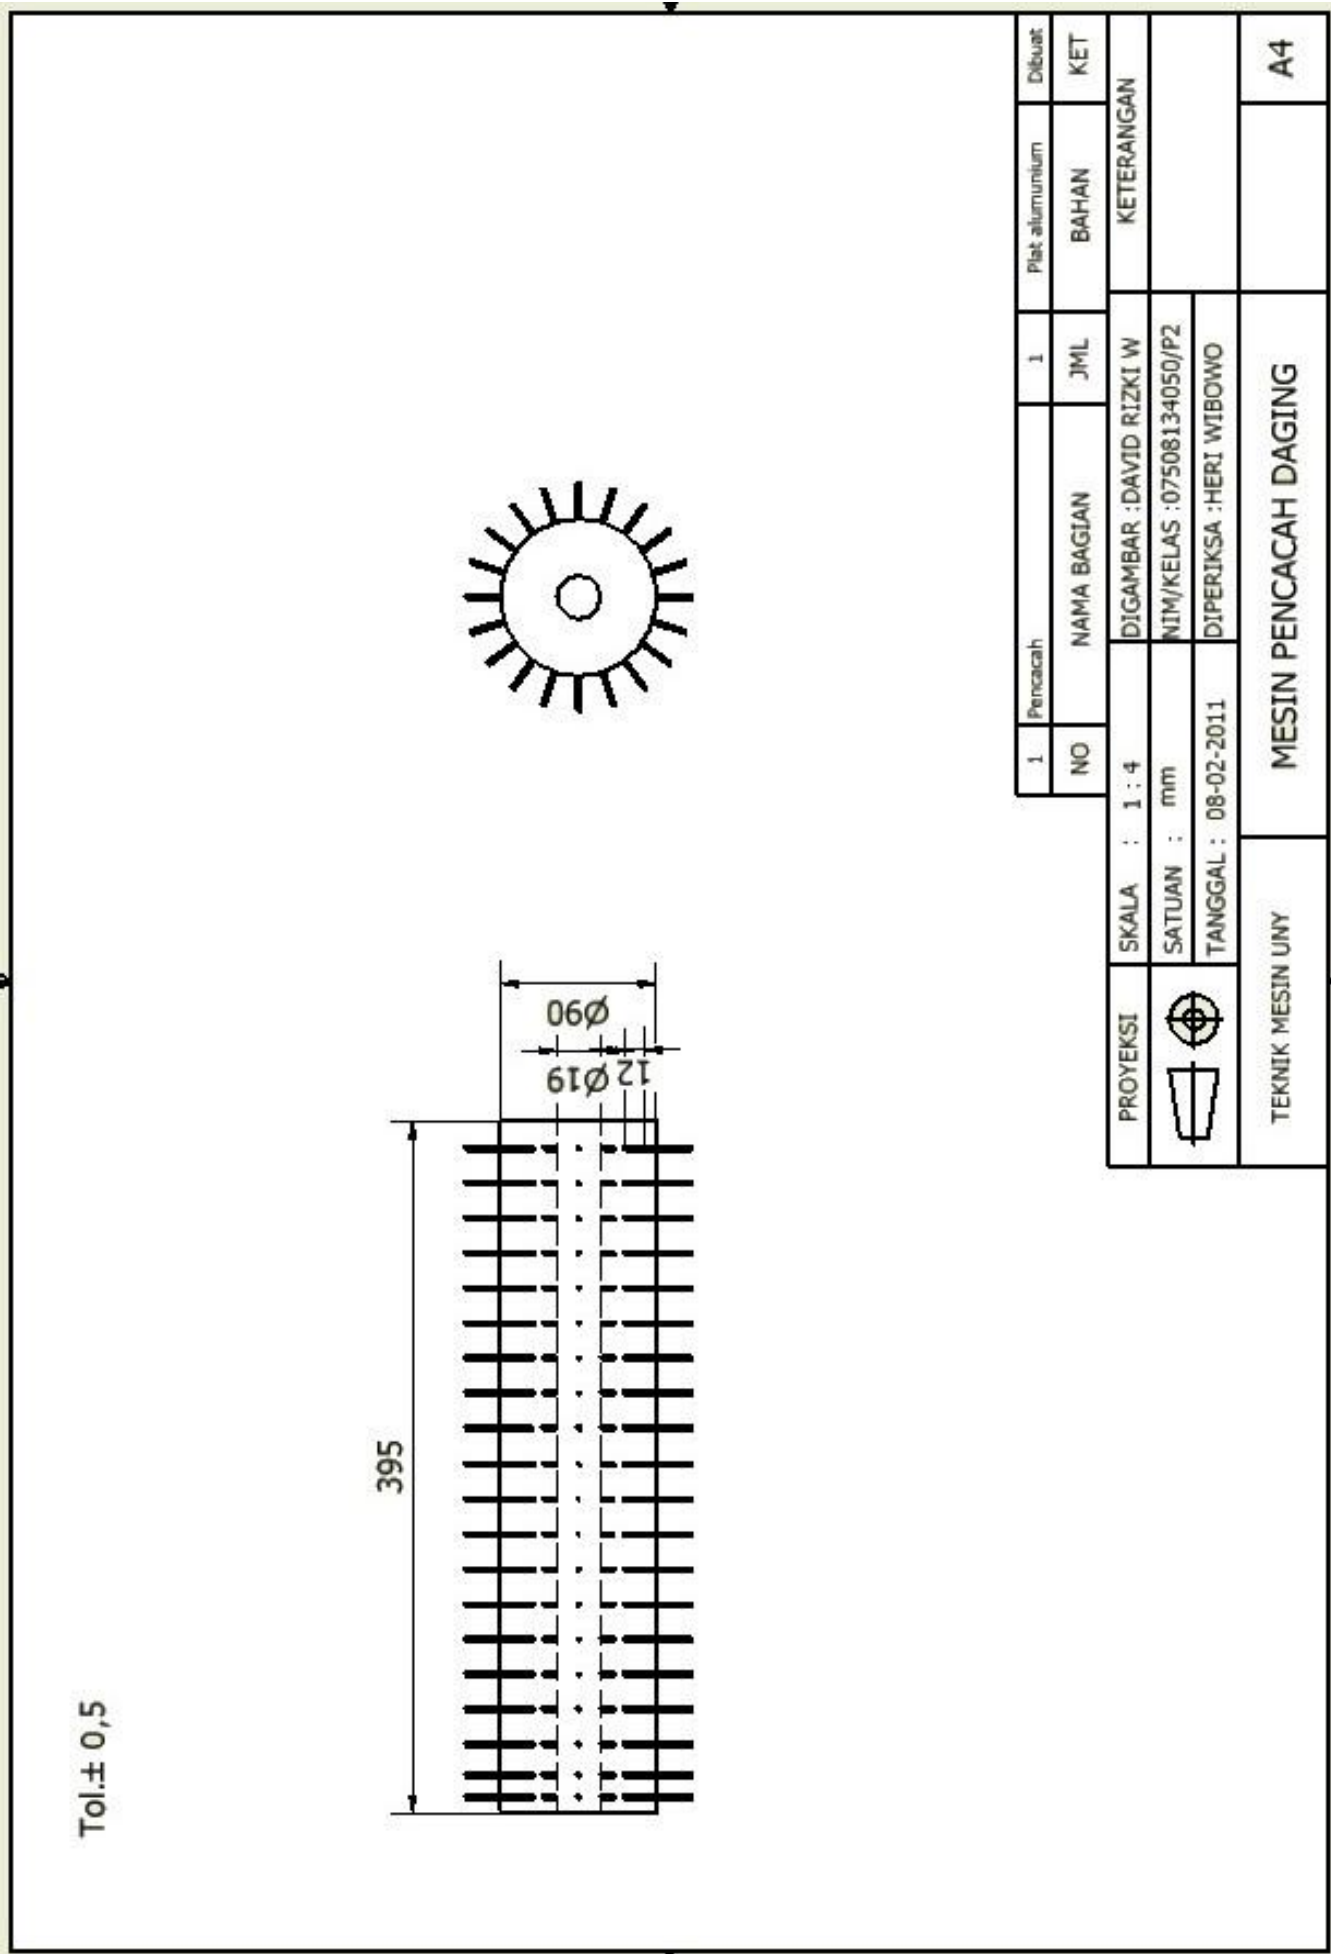 Tol.± 0,5
395
Ø90
Ø19
12
1 Pencacah 1 Plat alumunium Dibuat
NO NAMA BAGIAN JML BAHAN KET
PROYEKSI SKALA : 1 : 4 DIGAMBAR :DAVID RIZKI W KETERANGAN
SATUAN : mm NIM/KELAS :07508134050/P2
TANGGAL : 08-02-2011 DIPERIKSA :HERI WIBOWO
TEKNIK MESIN UNY MESIN PENCACAH DAGING A4